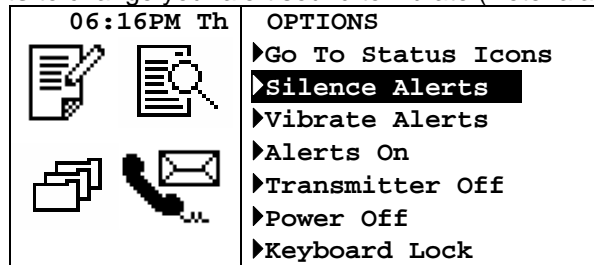 06:16PM Th
OPTIONS
Go To Status Icons
Silence Alerts
Vibrate Alerts
Alerts On
Transmitter Off
Power Off
Keyboard Lock